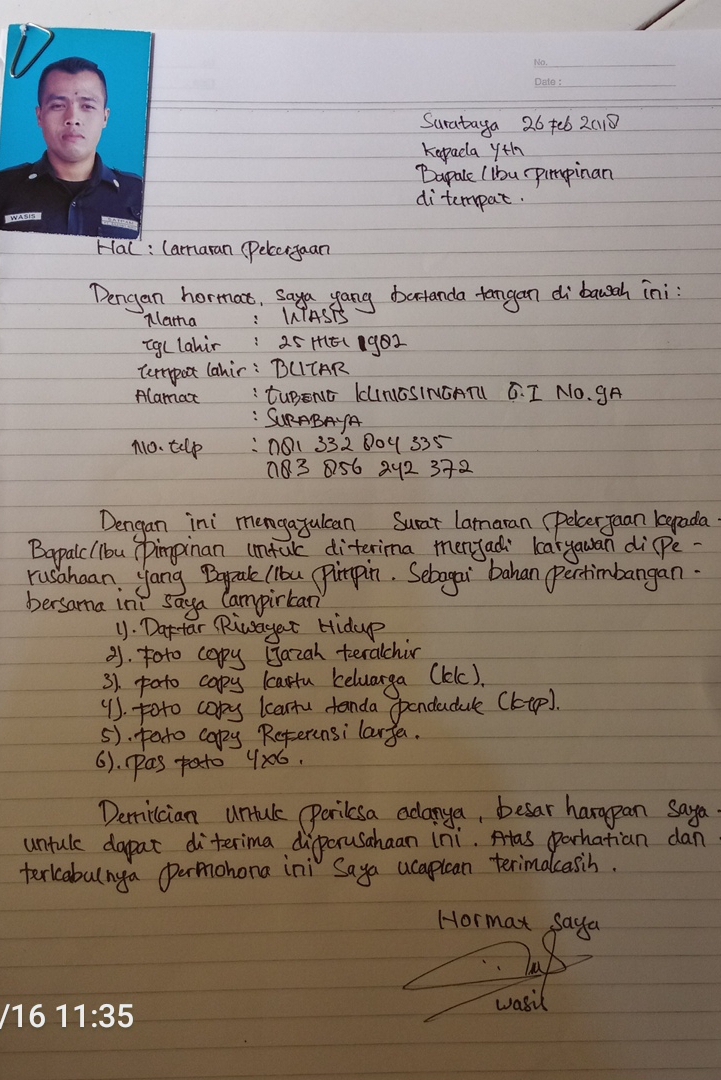 No.
Date :
Surabaya 26 Feb 2018
Kepada Yth
Bapak / Ibu Pimpinan
di tempat.
WASIS
SATPAM
Hal : Lamaran Pekerjaan
Dengan hormat, saya yang bertanda tangan di bawah ini :
Nama : WASIS
Tgl lahir : 25 MEI 1982
Tempat lahir : BLITAR
Alamat : GUBENG KLINGSINGAN G.I No.9A
: SURABAYA
No. telp : 081 332 804 335
083 856 242 372
Dengan ini mengajukan Surat lamaran Pekerjaan kepada -
Bapak/Ibu Pimpinan untuk diterima menjadi karyawan di Pe -
rusahaan yang Bapak/Ibu Pimpin. Sebagai bahan pertimbangan -
bersama ini saya lampirkan
1). Daftar Riwayat Hidup
2). Foto copy Ijazah terakhir
3). Foto copy kartu keluarga (kk).
4). Foto copy kartu tanda penduduk (ktp).
5). Foto copy Referensi karja.
6). Pas Foto 4x6.
Demikian untuk periksa adanya, besar harapan saya -
untuk dapat di terima diperusahaan ini. Atas perhatian dan
terkabulnya permohona ini Saya ucapkan terimakasih.
Hormat saya
Wasis
/16 11:35